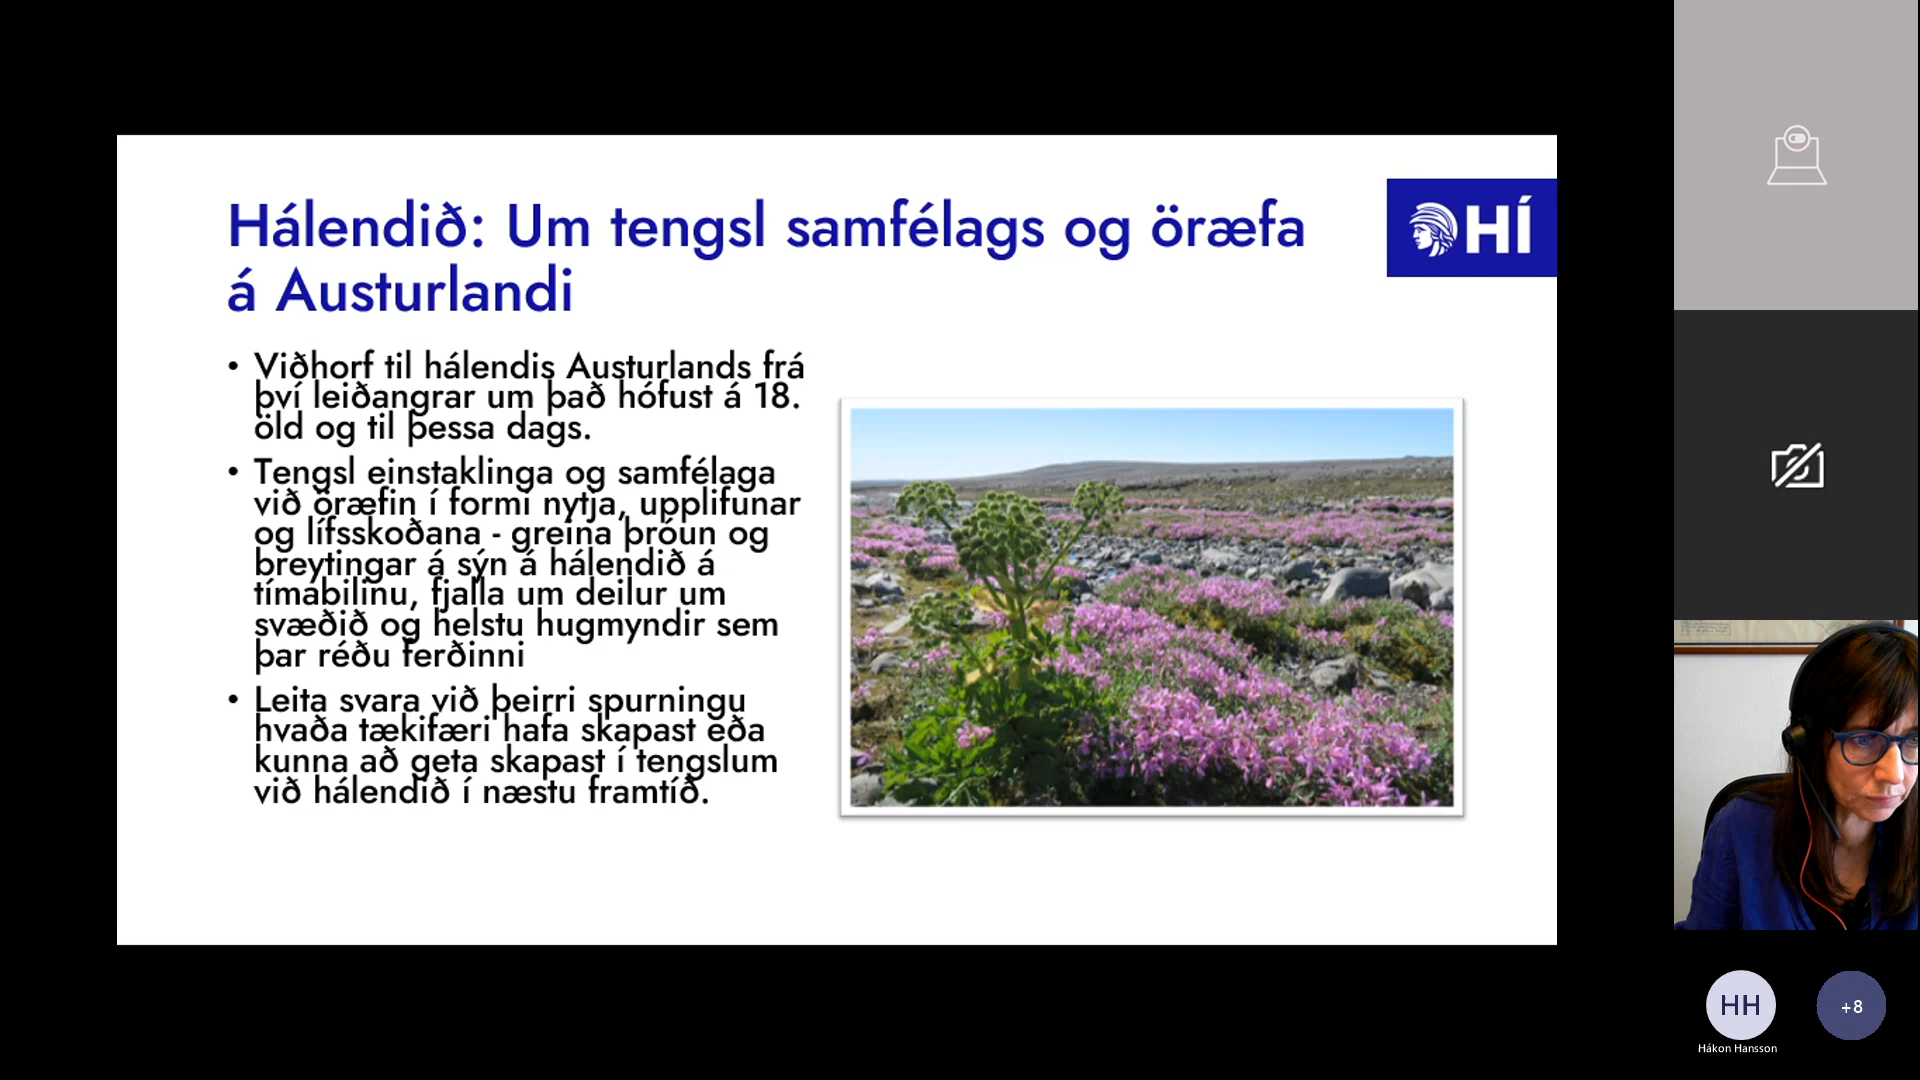 Hálendið: Um tengsl samfélags og öræfa
á Austurlandi
HÍ
• Viðhorf til hálendis Austurlands frá
því leiðangrar um það hófust á 18.
öld og til þessa dags.
• Tengsl einstaklinga og samfélaga
við öræfin í formi nytja, upplifunar
og lífsskoðana - greina þróun og
breytingar á sýn á hálendið á
tímabilinu, fjalla um deilur um
svæðið og helstu hugmyndir sem
þar réðu ferðinni
• Leita svara við þeirri spurningu
hvaða tækifæri hafa skapast eða
kunna að geta skapast í tengslum
við hálendið í næstu framtíð.
HH
+8
Hákon Hansson